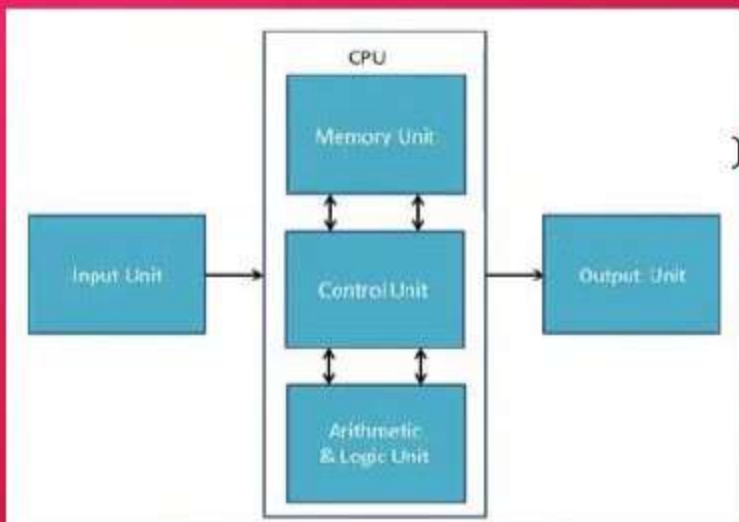 CPU
Memory Unit
Input Unit
Control Unit
Output Unit
Arithmetic
& Logic Unit